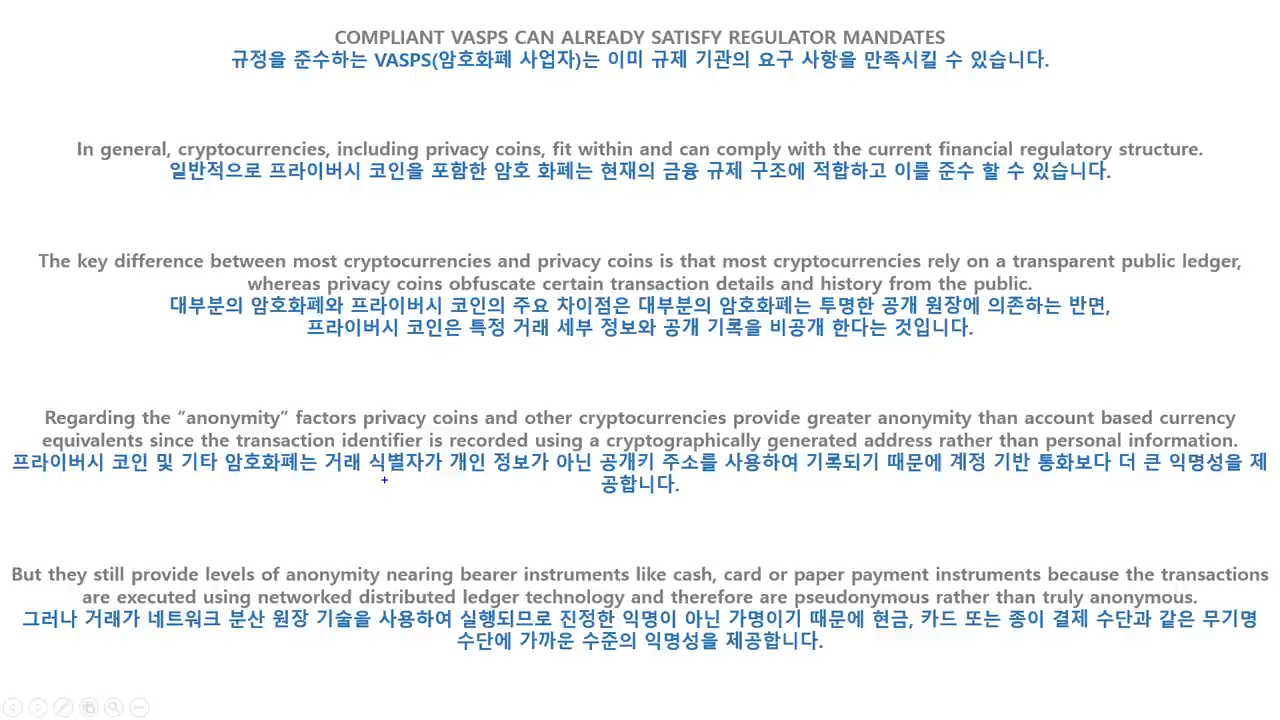 COMPLIANT VASPS CAN ALREADY SATISFY REGULATOR MANDATES
규정을 준수하는 VASPS(암호화폐 사업자)는 이미 규제 기관의 요구 사항을 만족시킬 수 있습니다.
In general, cryptocurrencies, including privacy coins, fit within and can comply with the current financial regulatory structure.
일반적으로 프라이버시 코인을 포함한 암호 화폐는 현재의 금융 규제 구조에 적합하고 이를 준수 할 수 있습니다.
The key difference between most cryptocurrencies and privacy coins is that most cryptocurrencies rely on a transparent public ledger,
whereas privacy coins obfuscate certain transaction details and history from the public.
대부분의 암호화폐와 프라이버시 코인의 주요 차이점은 대부분의 암호화폐는 투명한 공개 원장에 의존하는 반면,
프라이버시 코인은 특정 거래 세부 정보와 공개 기록을 비공개 한다는 것입니다.
Regarding the “anonymity” factors privacy coins and other cryptocurrencies provide greater anonymity than account based currency
equivalents since the transaction identifier is recorded using a cryptographically generated address rather than personal information.
프라이버시 코인 및 기타 암호화폐는 거래 식별자가 개인 정보가 아닌 공개키 주소를 사용하여 기록되기 때문에 계정 기반 통화보다 더 큰 익명성을 제
공합니다.
But they still provide levels of anonymity nearing bearer instruments like cash, card or paper payment instruments because the transactions
are executed using networked distributed ledger technology and therefore are pseudonymous rather than truly anonymous.
그러나 거래가 네트워크 분산 원장 기술을 사용하여 실행되므로 진정한 익명이 아닌 가명이기 때문에 현금, 카드 또는 종이 결제 수단과 같은 무기명
수단에 가까운 수준의 익명성을 제공합니다.